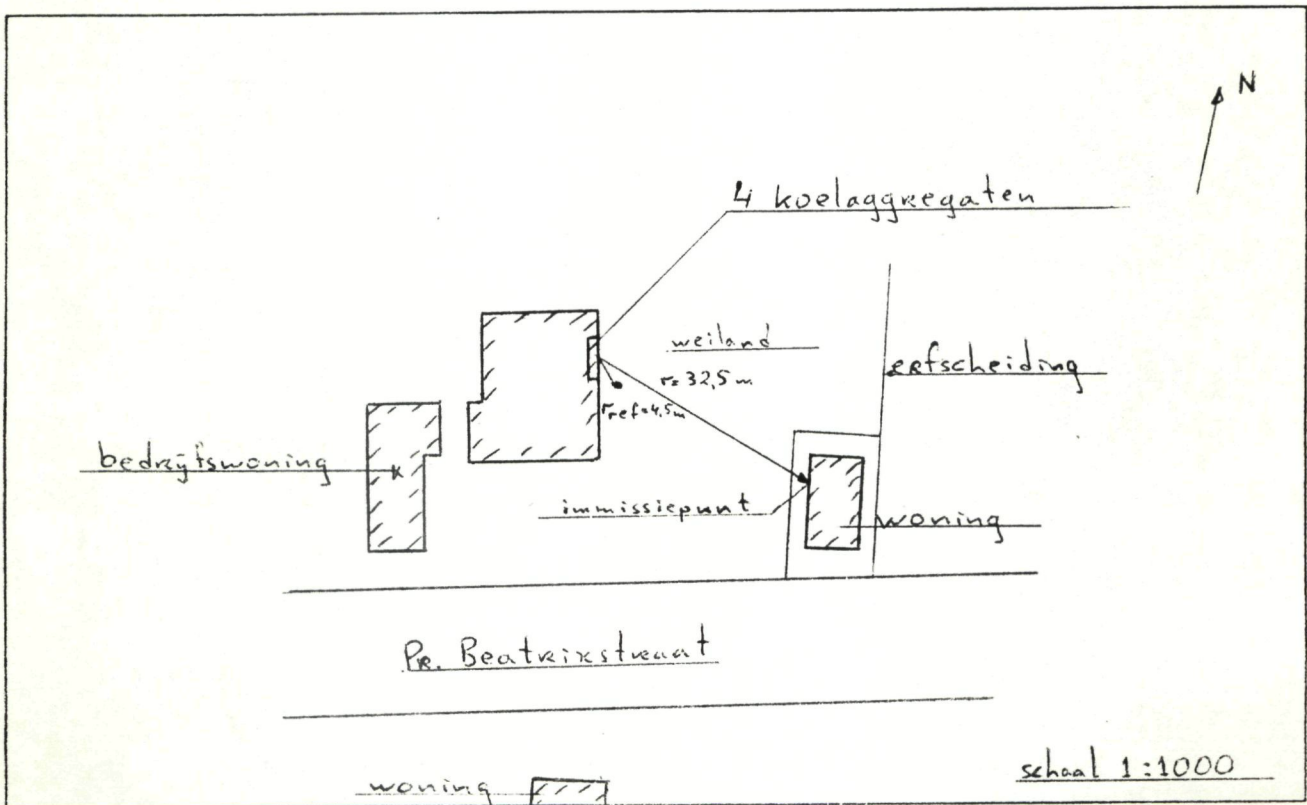 N
4 koelaggregaten
weiland
r= 32,5 m
erfscheiding
rref=4,5m
bedrijfswoning
immissiepunt
woning
Pr. Beatrixstraat
schaal 1:1000
woning